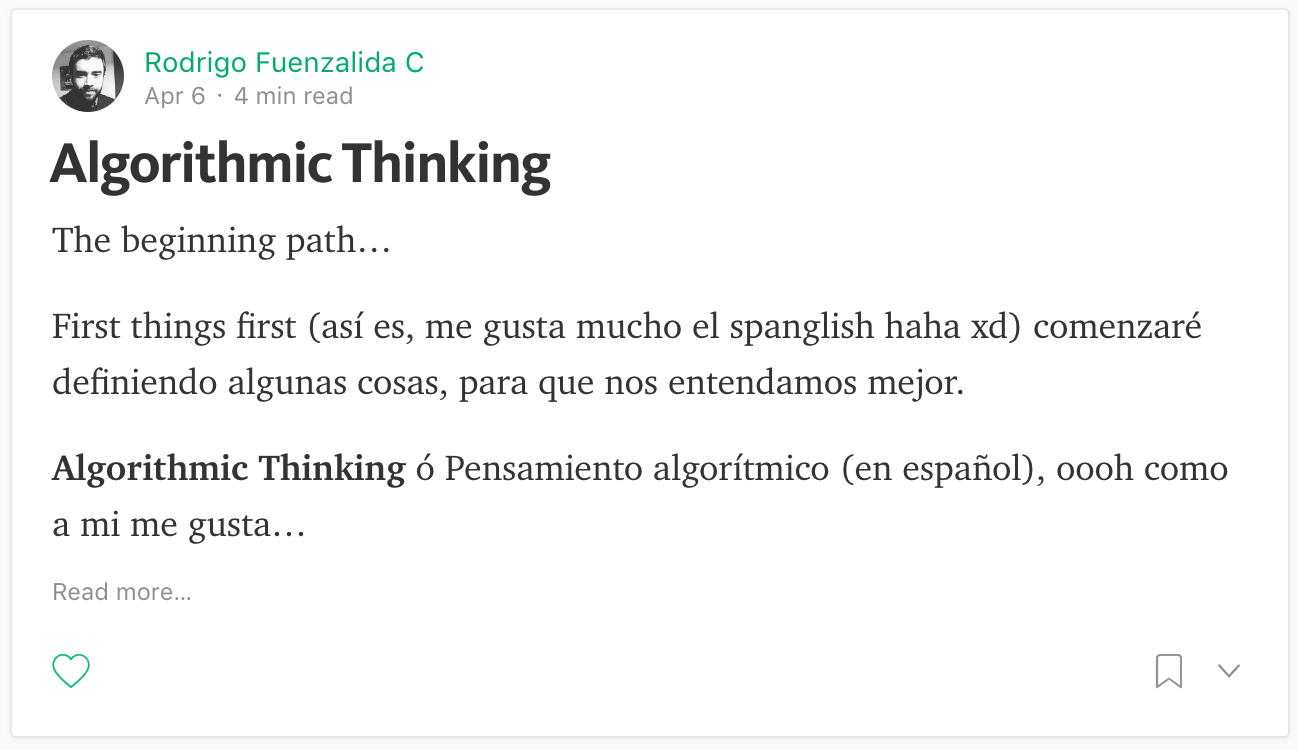 Rodrigo Fuenzalida C
Apr 6 · 4 min read
Algorithmic Thinking
The beginning path…
First things first (así es, me gusta mucho el spanglish haha xd) comenzaré
definiendo algunas cosas, para que nos entendamos mejor.
Algorithmic Thinking ó Pensamiento algorítmico (en español), oooh como
a mi me gusta…
Read more…